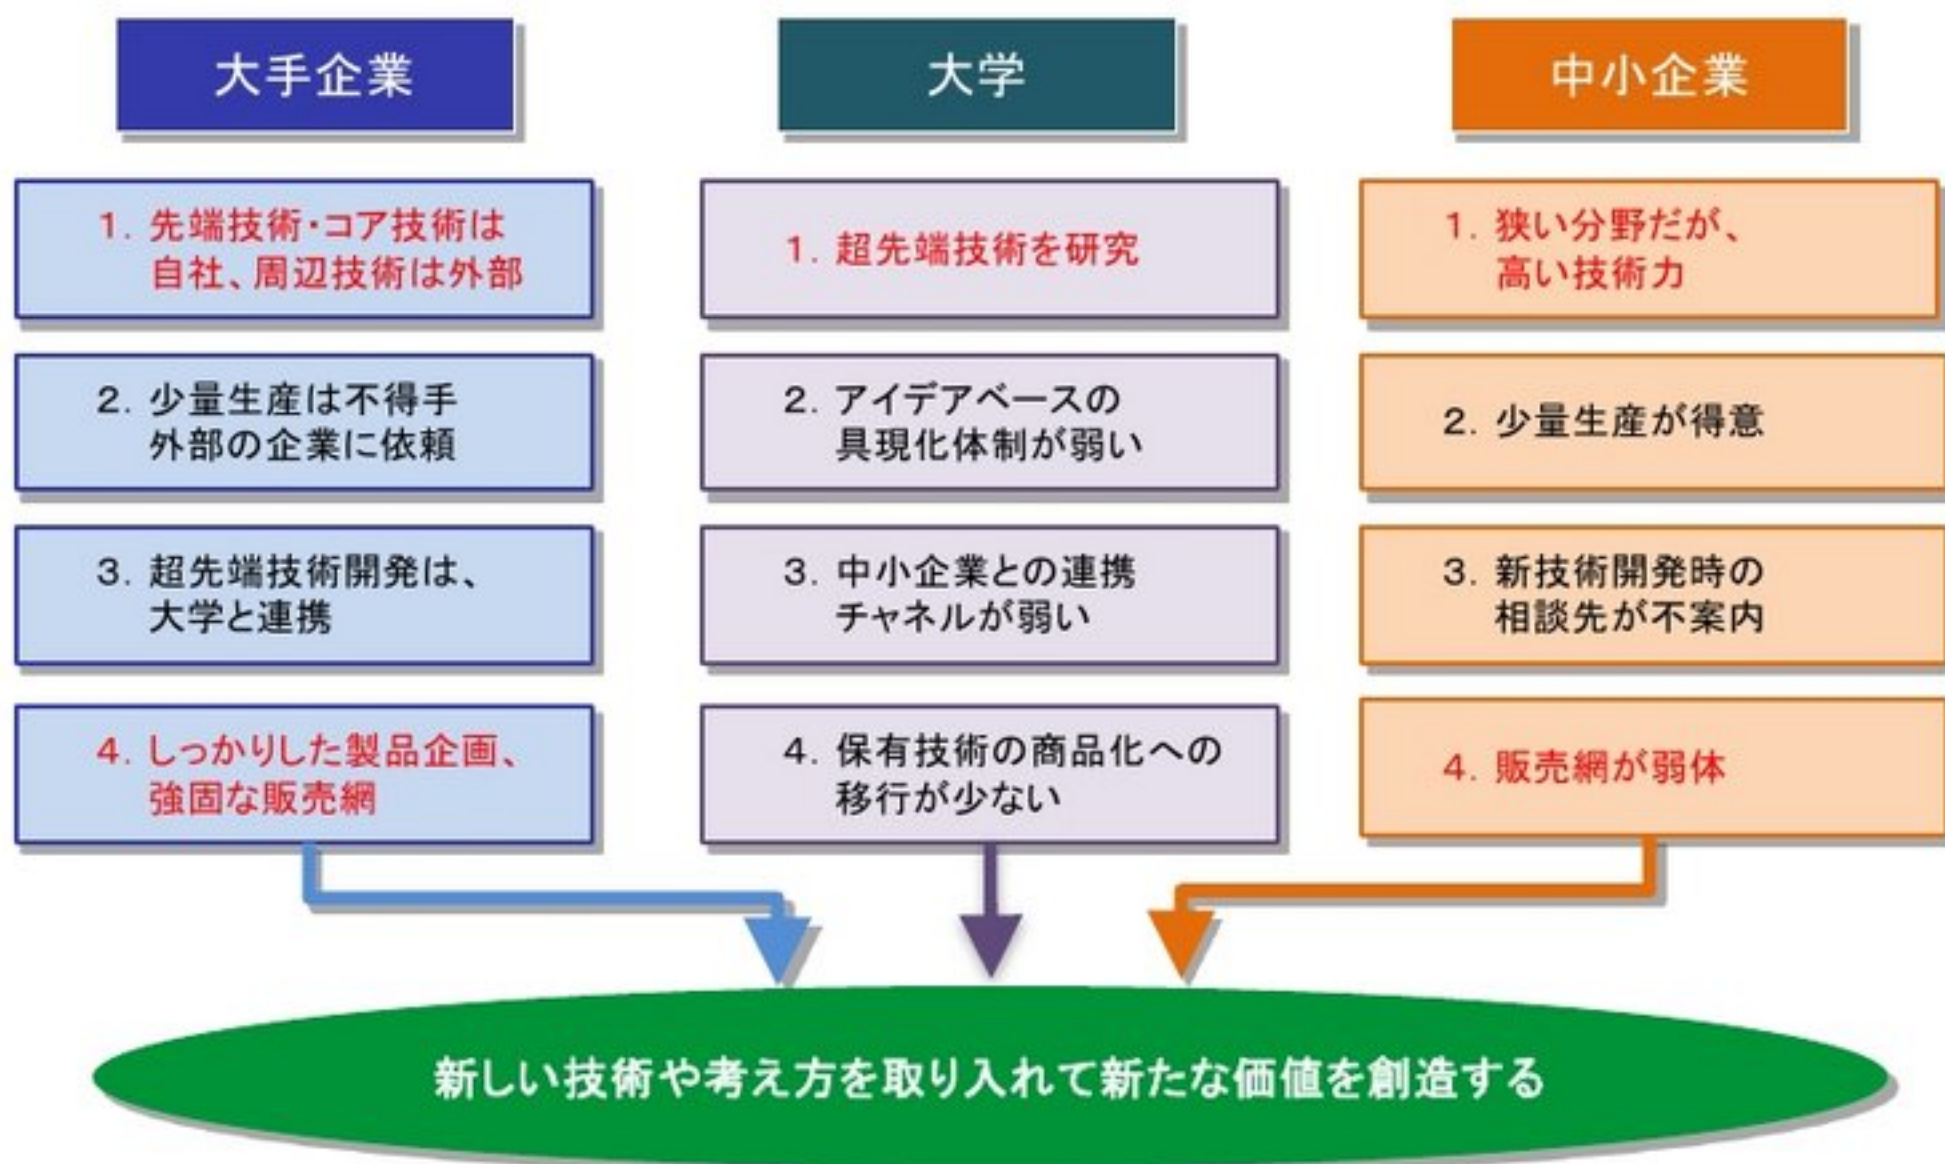 大手企業
1. 先端技術・コア技術は
自社、周辺技術は外部
2. 少量生産は不得手
外部の企業に依頼
3. 超先端技術開発は、
大学と連携
4. しっかりした製品企画、
強固な販売網
大学
1. 超先端技術を研究
2. アイデアベースの
具現化体制が弱い
3. 中小企業との連携
チャネルが弱い
4. 保有技術の商品化への
移行が少ない
中小企業
1. 狭い分野だが、
高い技術力
2. 少量生産が得意
3. 新技術開発時の
相談先が不案内
4. 販売網が弱体
新しい技術や考え方を取り入れて新たな価値を創造する